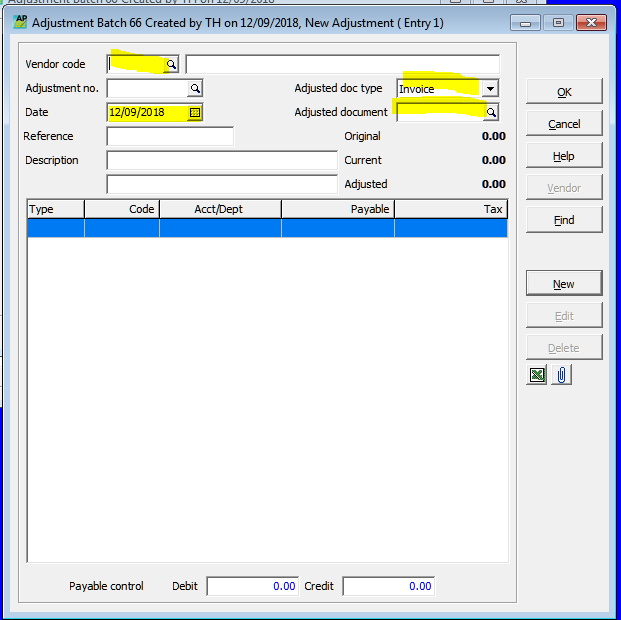 Adjustment Batch 66 Created by TH on 12/09/2018, New Adjustment ( Entry 1)
Vendor code
Adjustment no. Adjusted doc type Invoice
Date 12/09/2018 Adjusted document
Reference Original 0.00
Description Current 0.00
Adjusted 0.00
Type Code Acct/Dept Payable Tax
Payable control Debit 0.00 Credit 0.00
OK
Cancel
Help
Vendor
Find
New
Edit
Delete